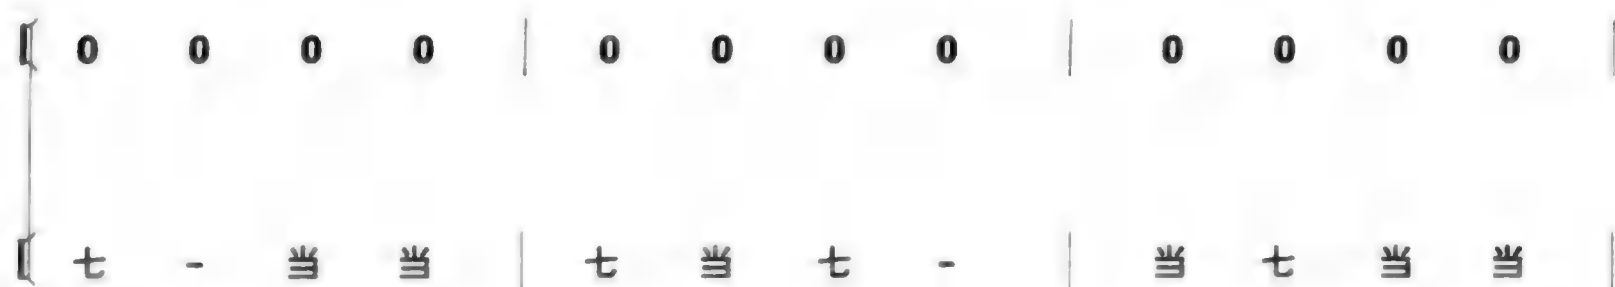 0 0 0 0 | 0 0 0 0 | 0 0 0 0 |
七 - 当 当 | 七 当 七 - | 当 七 当 当 |